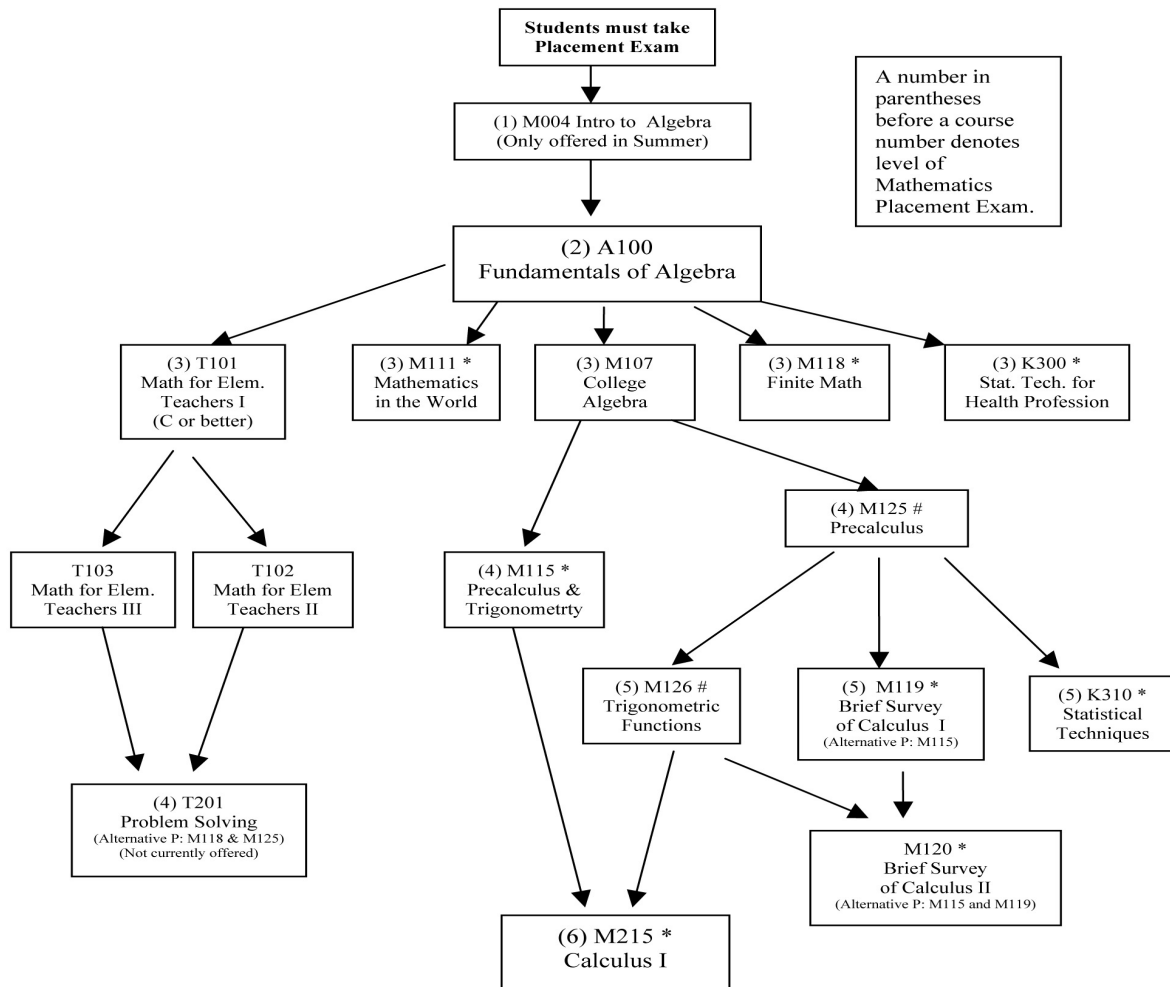 Students must take
Placement Exam
A number in
parentheses
before a course
number denotes
level of
Mathematics
Placement Exam.
(1) M004 Intro to Algebra
(Only offered in Summer)
(2) A100
Fundamentals of Algebra
(3) T101
Math for Elem.
Teachers I
(C or better)
(3) M111 *
Mathematics
in the World
(3) M107
College
Algebra
(3) M118 *
Finite Math
(3) K300 *
Stat. Tech. for
Health Profession
(4) M125 #
Precalculus
T103
Math for Elem.
Teachers III
T102
Math for Elem
Teachers II
(4) M115 *
Precalculus &
Trigonometrty
(5) M126 #
Trigonometric
Functions
(5) M119 *
Brief Survey
of Calculus I
(Alternative P: M115)
(5) K310 *
Statistical
Techniques
(4) T201
Problem Solving
(Alternative P: M118 & M125)
(Not currently offered)
M120 *
Brief Survey
of Calculus II
(Alternative P: M115 and M119)
(6) M215 *
Calculus I